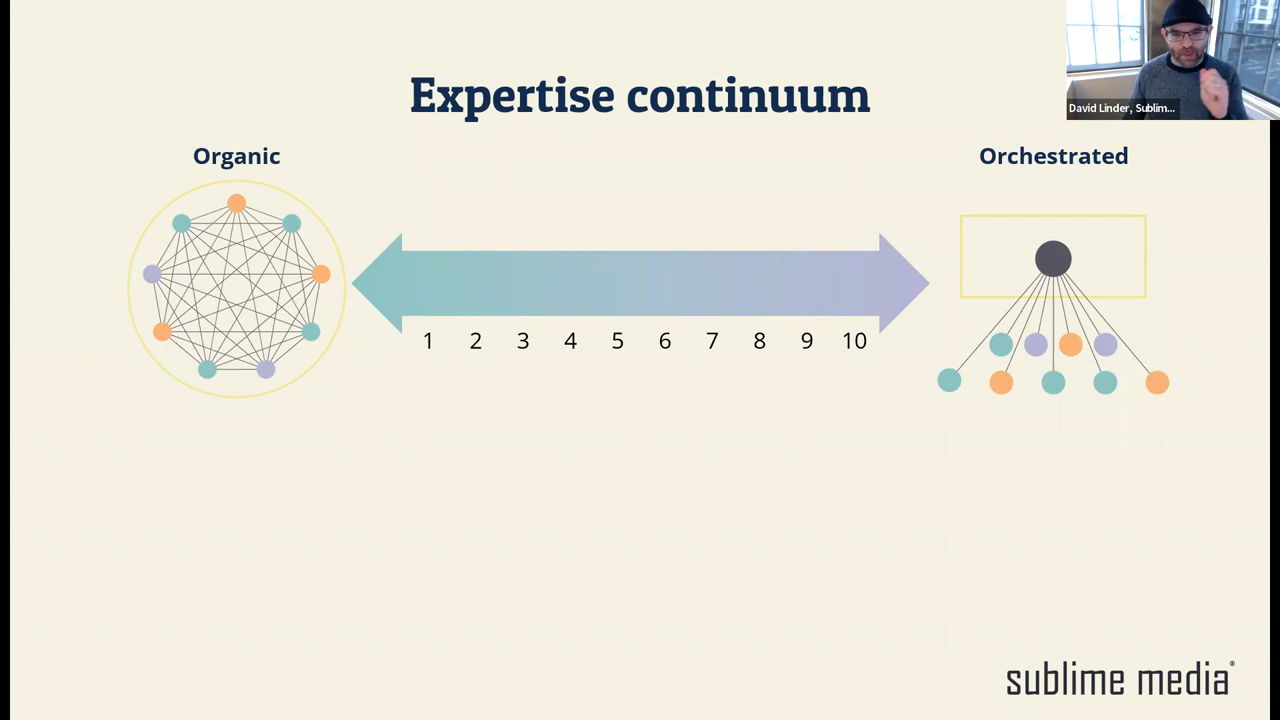 Expertise continuum
David Linder, Sublim...
Organic
Orchestrated
1 2 3 4 5 6 7 8 9 10
sublime media®